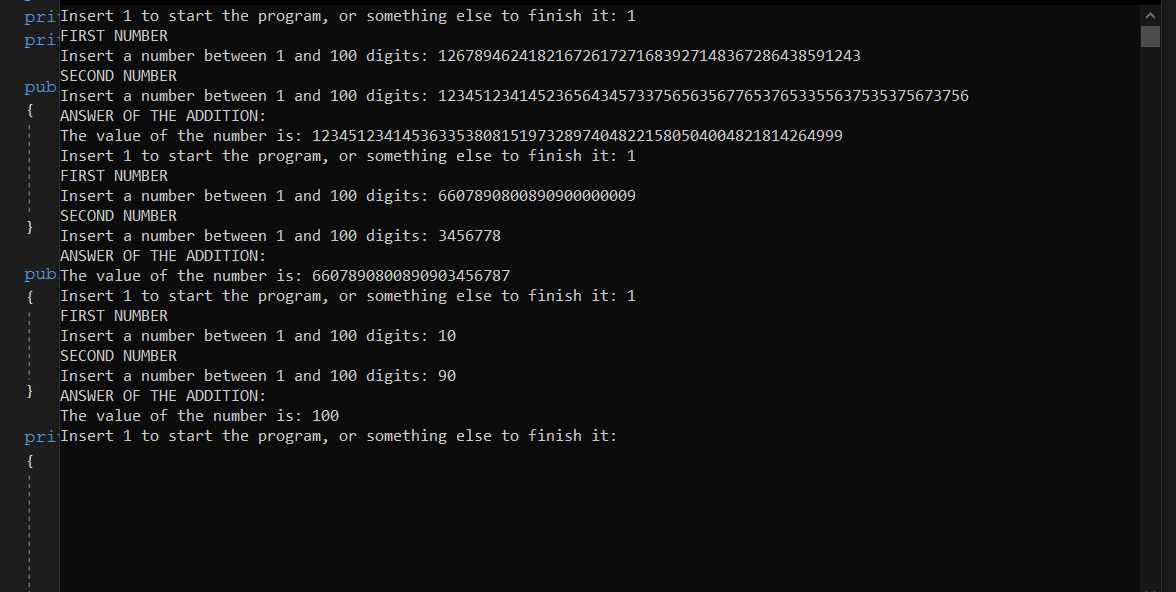 pri
Insert 1 to start the program, or something else to finish it: 1
pri
FIRST NUMBER
Insert a number between 1 and 100 digits: 12678946241821672617271683927148367286438591243
SECOND NUMBER
pub
Insert a number between 1 and 100 digits: 12345123414523656434573375656356776537653355637535375673756
{
ANSWER OF THE ADDITION:
The value of the number is: 12345123414536335380815197328974048221580504004821814264999
Insert 1 to start the program, or something else to finish it: 1
FIRST NUMBER
Insert a number between 1 and 100 digits: 6607890800890900000009
SECOND NUMBER
}
Insert a number between 1 and 100 digits: 3456778
ANSWER OF THE ADDITION:
pub
The value of the number is: 6607890800890903456787
{
Insert 1 to start the program, or something else to finish it: 1
FIRST NUMBER
Insert a number between 1 and 100 digits: 10
SECOND NUMBER
Insert a number between 1 and 100 digits: 90
}
ANSWER OF THE ADDITION:
The value of the number is: 100
pri
Insert 1 to start the program, or something else to finish it:
{